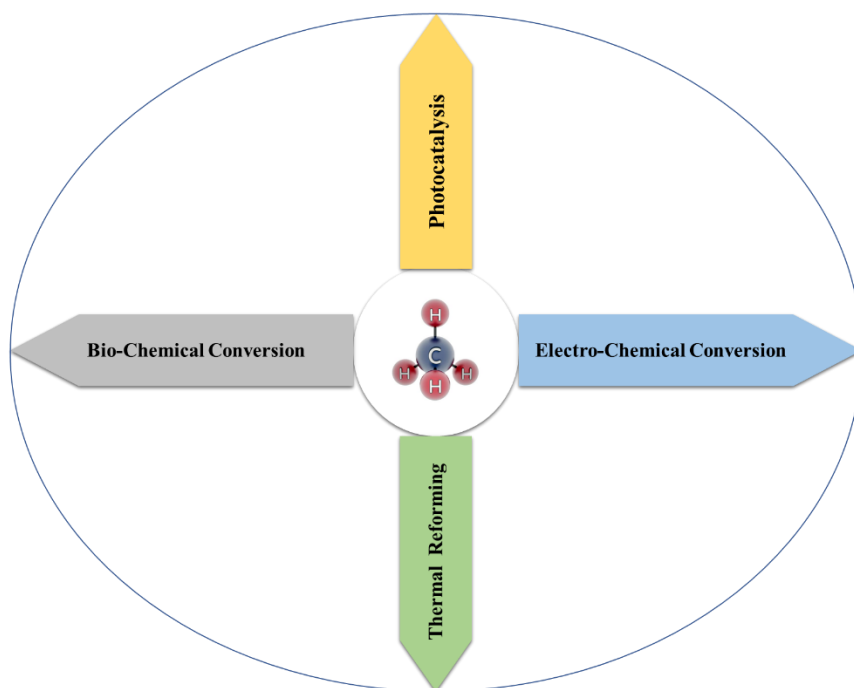 Photocatalysis
Bio-Chemical Conversion
Electro-Chemical Conversion
H
C
H
H
H
Thermal Reforming